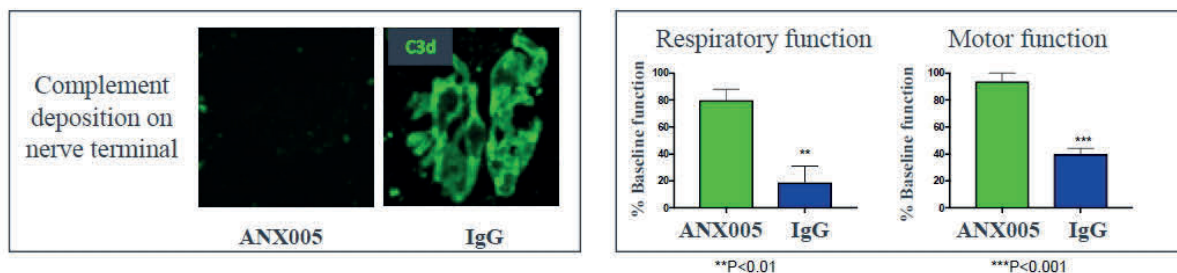 Complement
deposition on
nerve terminal
C3d
ANX005
IgG
Respiratory function
% Baseline function
100
80
60
40
20
0
**
ANX005
IgG
**P<0.01
Motor function
% Baseline function
100
80
60
40
20
0
***
ANX005
IgG
***P<0.001